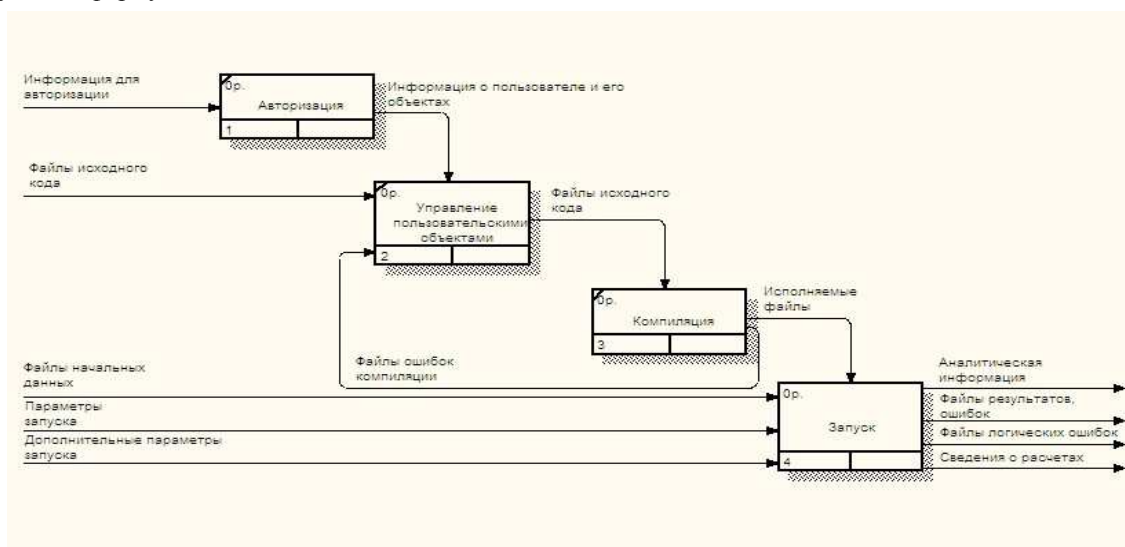 Информация для
авторизации
0р.
Авторизация
1
Информация о пользователе и его
объектах
Файлы исходного
кода
0р.
Управление
пользовательскими
объектами
2
Файлы исходного
кода
0р.
Компиляция
3
Исполняемые
файлы
Файлы ошибок
компиляции
Файлы начальных
данных
Параметры
запуска
Дополнительные параметры
запуска
0р.
Запуск
4
Аналитическая
информация
Файлы результатов,
ошибок
Файлы логических ошибок
Сведения о расчетах